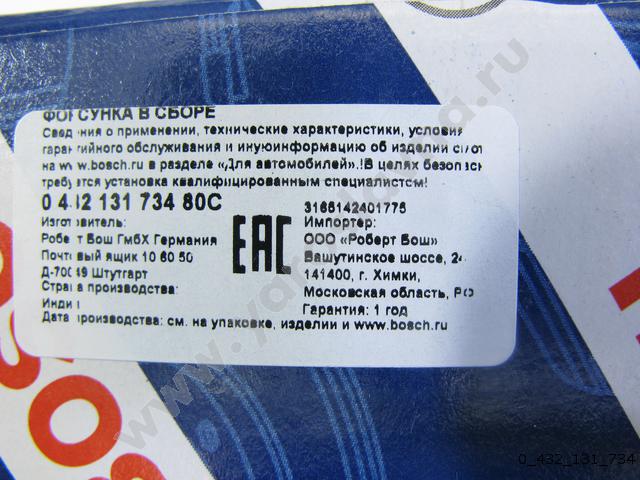 ФОРСУНКА В СБОРЕ
Сведения о применении, технические характеристики, условия
гарантийного обслуживания и иную информацию об изделии см. на
на www.bosch.ru в разделе «Для автомобилей»! В целях безопасн
требуется установка квалифицированным специалистом!
0 432 131 734 80C
3165142401775
Изготовитель:
Роберт Бош ГмбХ Германия
Почтовый ящик 10 60 50
Д-70049 Штутгарт
Страна производства:
Индия
EAC
Импортер:
ООО «Роберт Бош»
Вашутинское шоссе, 24
141400, г. Химки,
Московская область, РФ
Гарантия: 1 год
Дата производства: см. на упаковке, изделии и www.bosch.ru
0_432_131_734